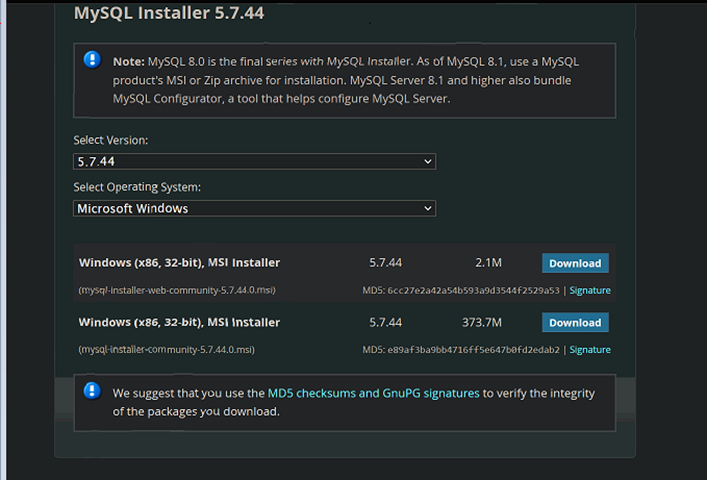 MySQL Installer 5.7.44
Note: MySQL 8.0 is the final series with MySQL Installer. As of MySQL 8.1, use a MySQL
product's MSI or Zip archive for installation. MySQL Server 8.1 and higher also bundle
MySQL Configurator, a tool that helps configure MySQL Server.
Select Version:
5.7.44
Select Operating System:
Microsoft Windows
Windows (x86, 32-bit), MSI Installer 5.7.44 2.1M Download
(mysql-installer-web-community-5.7.44.0.msi) MD5: 6cc27e2a42a54b593a9d3544f2529a53 | Signature
Windows (x86, 32-bit), MSI Installer 5.7.44 373.7M Download
(mysql-installer-community-5.7.44.0.msi) MD5: e89af3ba9bb4716ff5e647b0fd2edab2 | Signature
We suggest that you use the MD5 checksums and GnuPG signatures to verify the integrity
of the packages you download.